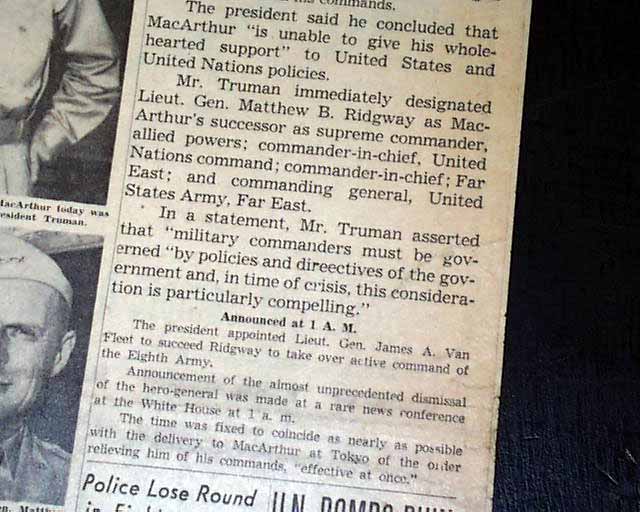 his commands.
The president said he concluded that
MacArthur "is unable to give his whole-
hearted support" to United States and
United Nations policies.
Mr. Truman immediately designated
Lieut. Gen. Matthew B. Ridgway as Mac-
Arthur's successor as supreme commander,
allied powers; commander-in-chief, United
Nations command; commander-in-chief; Far
East; and commanding general, United
States Army, Far East.
In a statement, Mr. Truman asserted
that "military commanders must be gov-
erned "by policies and direectives of the gov-
ernment and, in time of crisis, this considera-
tion is particularly compelling."
Announced at 1 A. M.
The president appointed Lieut. Gen. James A. Van
Fleet to succeed Ridgway to take over active command of
the Eighth Army.
Announcement of the almost unprecedented dismissal
of the hero-general was made at a rare news conference
at the White House at 1 a. m.
The time was fixed to coincide as nearly as possible
with the delivery to MacArthur at Tokyo of the order
relieving him of his commands, "effective at once."
MacArthur today was
esident Truman.
en. Matthew
Police Lose Round
in
U.N. BOMBS